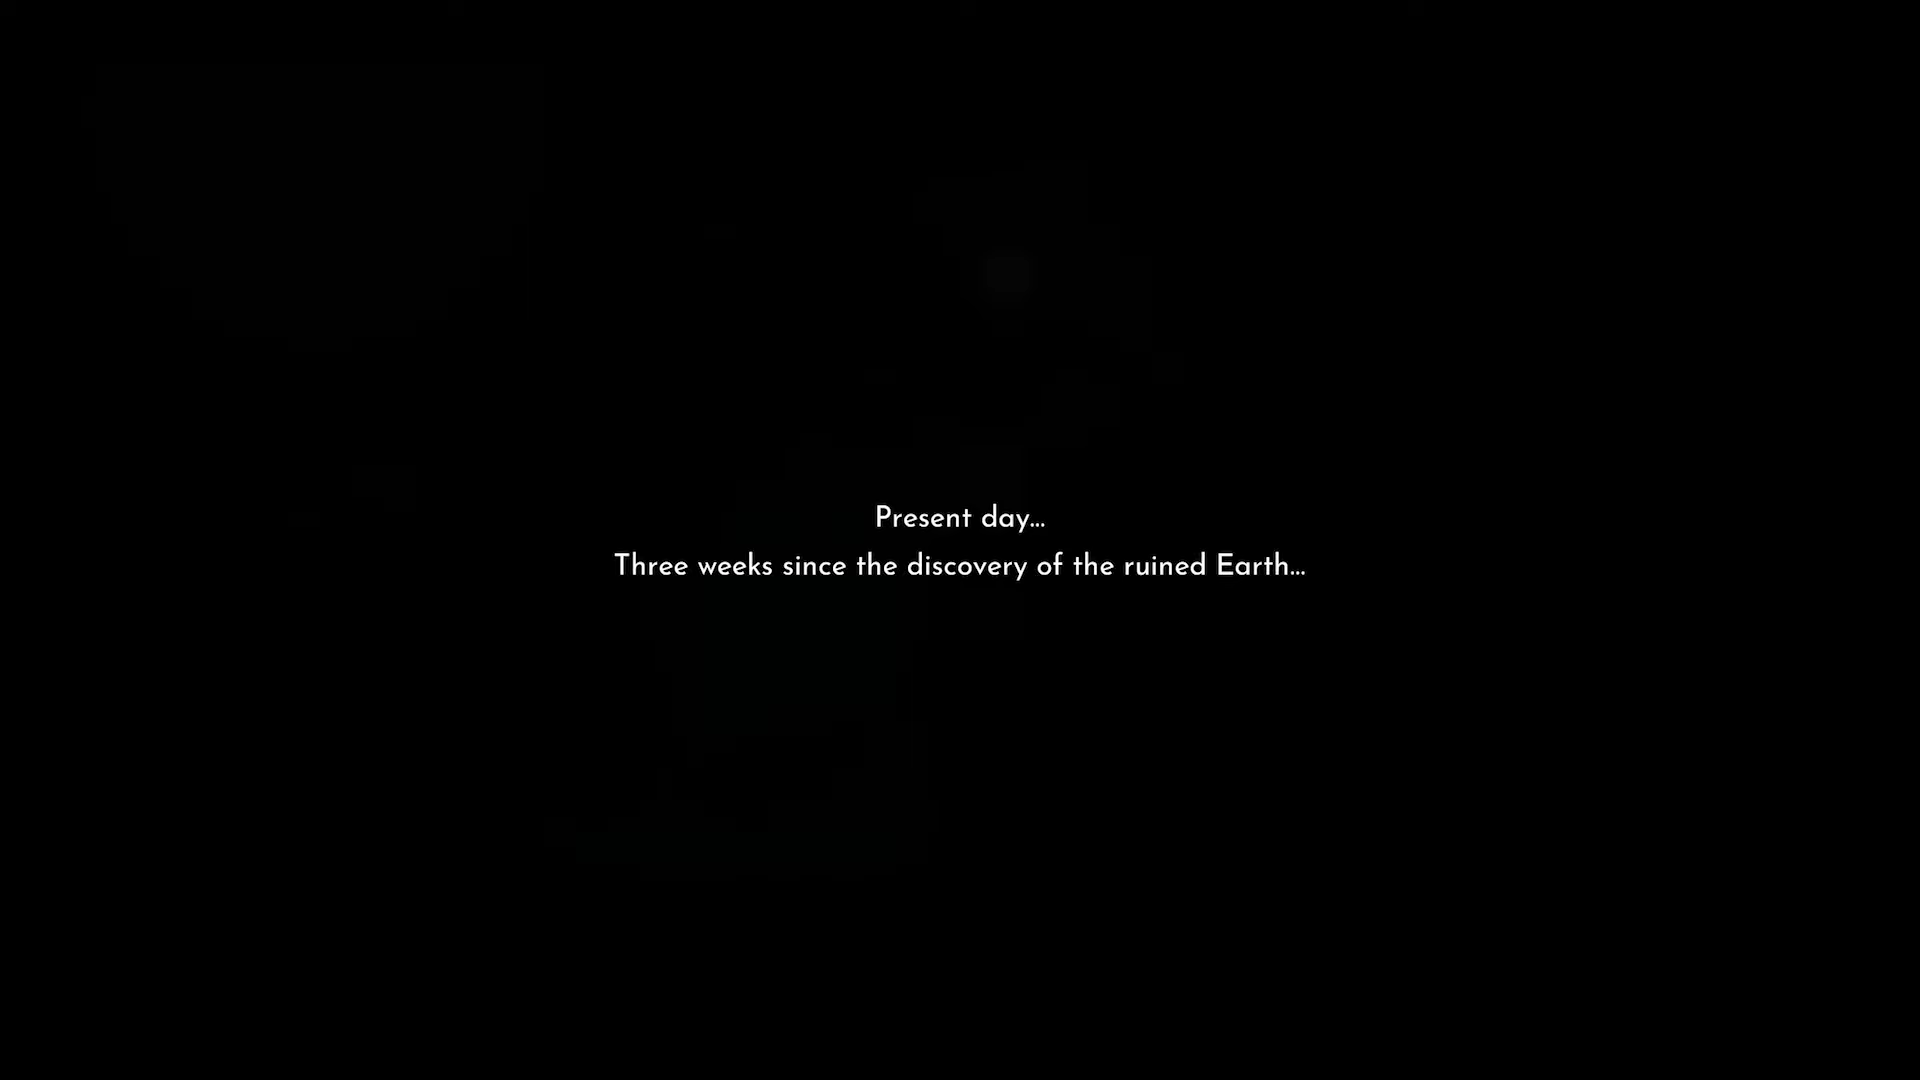 Present day...
Three weeks since the discovery of the ruined Earth...